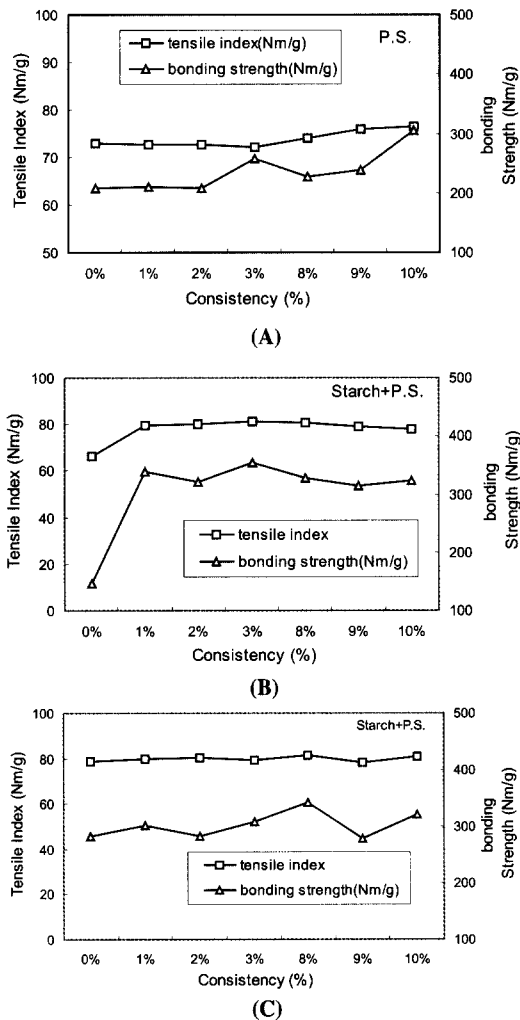 P.S.
tensile index(Nm/g)
bonding strength(Nm/g)
Tensile Index (Nm/g)
100
90
80
70
60
50
bonding
Strength (Nm/g)
500
400
300
200
100
0% 1% 2% 3% 8% 9% 10%
Consistency (%)
(A)
Starch+P.S.
tensile index
bonding strength(Nm/g)
Tensile Index (Nm/g)
100
80
60
40
20
0
bonding
Strength (Nm/g)
500
400
300
200
100
0% 1% 2% 3% 8% 9% 10%
Consistency (%)
(B)
Starch+P.S.
tensile index
bonding strength(Nm/g)
Tensile Index (Nm/g)
100
80
60
40
20
0
bonding
Strength (Nm/g)
500
400
300
200
100
0% 1% 2% 3% 8% 9% 10%
Consistency (%)
(C)